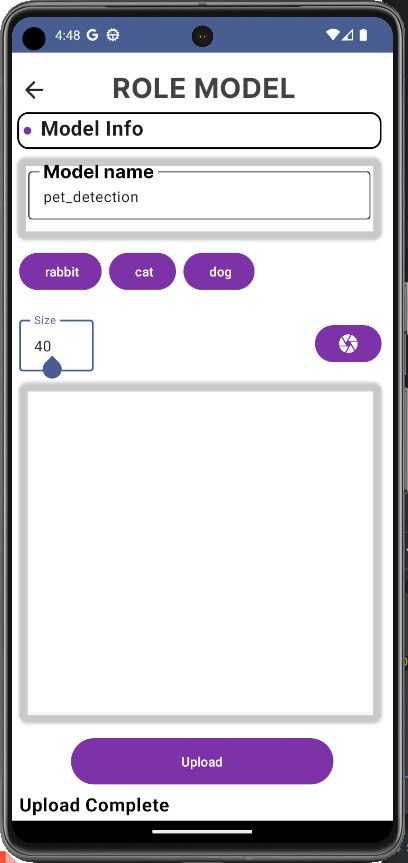 4:48 G
ROLE MODEL
Model Info
Model name
pet_detection
rabbit cat dog
Size
40
Upload
Upload Complete